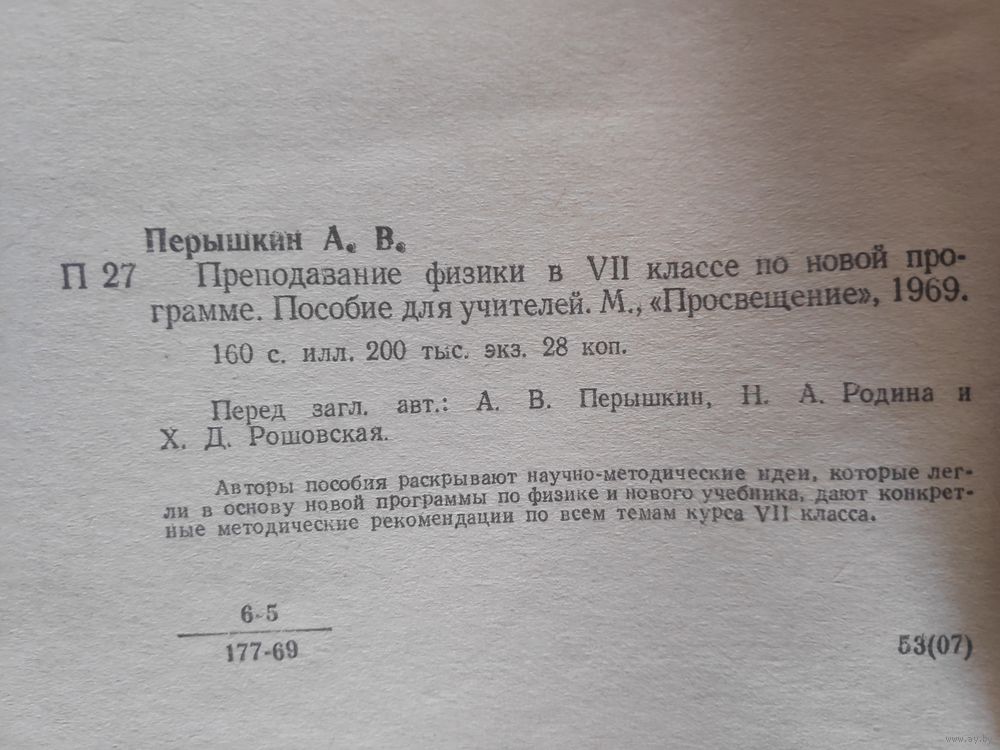 Перышкин А. В.
П 27 Преподавание физики в VII классе по новой про-
грамме. Пособие для учителей. М., «Просвещение», 1969.
160 с. илл. 200 тыс. экз. 28 коп.
Перед загл. авт.: А. В. Перышкин, Н. А. Родина и
Х. Д. Рошовская.
Авторы пособия раскрывают научно-методические идеи, которые лег-
ли в основу новой программы по физике и нового учебника, дают конкрет-
ные методические рекомендации по всем темам курса VII класса.
6-5
177-69
53(07)
www.ay.by